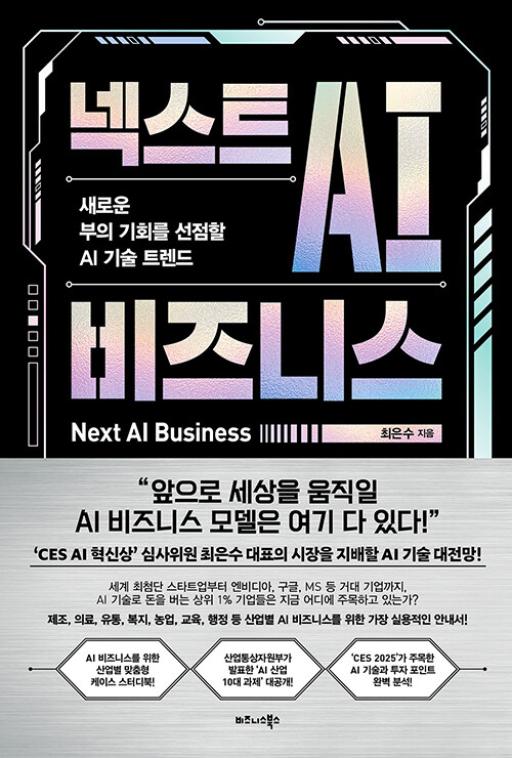 넥스트 AI
새로운
부의 기회를 선점할
AI 기술 트렌드
비즈니스
Next AI Business
최은수 지음
“앞으로 세상을 움직일
AI 비즈니스 모델은 여기 다 있다!”
‘CES AI 혁신상’ 심사위원 최은수 대표의 시장을 지배할 AI 기술 대전망!
세계 최첨단 스타트업부터 엔비디아, 구글, MS 등 거대 기업까지,
AI 기술로 돈을 버는 상위 1% 기업들은 지금 어디에 주목하고 있는가?
제조, 의료, 유통, 복지, 농업, 교육, 행정 등 산업별 AI 비즈니스를 위한 가장 실용적인 안내서!
AI 비즈니스를 위한
산업별 맞춤형
케이스 스터디북!
산업통상자원부가
발표한 ‘AI 산업
10대 과제’ 대공개!
‘CES 2025’가 주목한
AI 기술과 투자 포인트
완벽 분석!
비즈니스북스